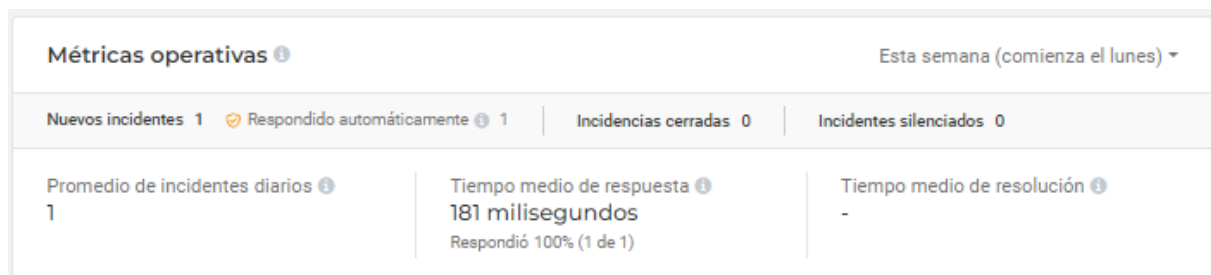 Métricas operativas
Esta semana (comienza el lunes)
Nuevos incidentes 1 Respondido automáticamente 1 Incidencias cerradas 0 Incidentes silenciados 0
Promedio de incidentes diarios
1
Tiempo medio de respuesta
181 milisegundos
Respondió 100% (1 de 1)
Tiempo medio de resolución
-